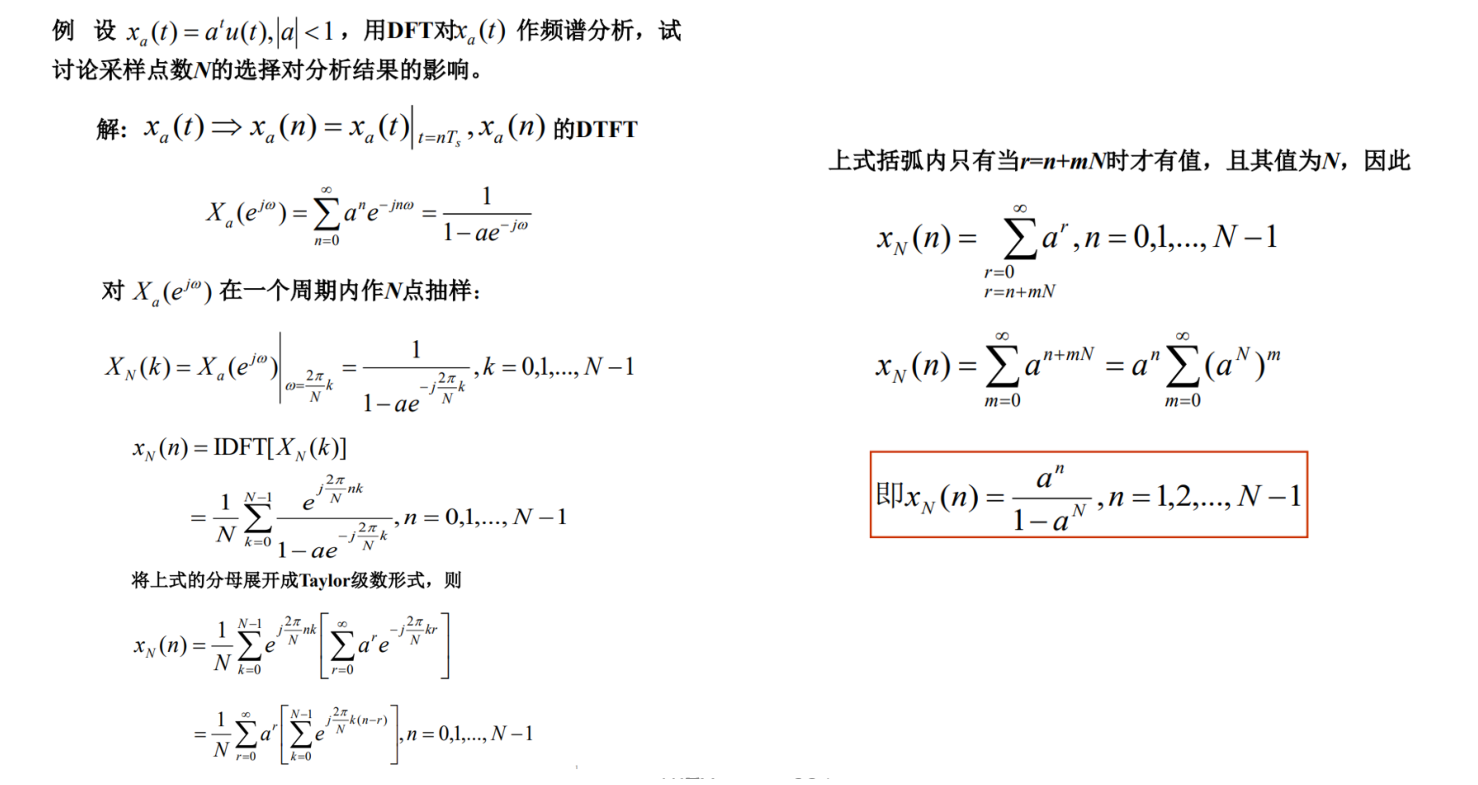 例 设 $x_a(t)=a^t u(t),|a|<1$，用DFT对$x_a(t)$ 作频谱分析，试
讨论采样点数N的选择对分析结果的影响。
解: $x_a(t)\Rightarrow x_a(n)=x_a(t)\big|_{t=nT_s},x_a(n)$ 的DTFT
$X_a(e^{j\omega})=\sum_{n=0}^{\infty}a^n e^{-jn\omega}=\frac{1}{1-ae^{-j\omega}}$
对 $X_a(e^{j\omega})$ 在一个周期内作N点抽样：
$X_N(k)=X_a(e^{j\omega})\Big|_{\omega=\frac{2\pi}{N}k}=\frac{1}{1-ae^{-j\frac{2\pi}{N}k}},k=0,1,...,N-1$
$x_N(n)=\mathrm{IDFT}[X_N(k)]$
$=\frac{1}{N}\sum_{k=0}^{N-1}\frac{e^{j\frac{2\pi}{N}nk}}{1-ae^{-j\frac{2\pi}{N}k}},n=0,1,...,N-1$
将上式的分母展开成Taylor级数形式，则
$x_N(n)=\frac{1}{N}\sum_{k=0}^{N-1}e^{j\frac{2\pi}{N}nk}\left[\sum_{r=0}^{\infty}a^r e^{-j\frac{2\pi}{N}kr}\right]$
$=\frac{1}{N}\sum_{r=0}^{\infty}a^r\left[\sum_{k=0}^{N-1}e^{j\frac{2\pi}{N}k(n-r)}\right],n=0,1,...,N-1$
上式括弧内只有当r=n+mN时才有值，且其值为N，因此
$x_N(n)=\sum_{\substack{r=0\\r=n+mN}}^{\infty}a^r,n=0,1,...,N-1$
$x_N(n)=\sum_{m=0}^{\infty}a^{n+mN}=a^n\sum_{m=0}^{\infty}(a^N)^m$
即$x_N(n)=\frac{a^n}{1-a^N},n=1,2,...,N-1$